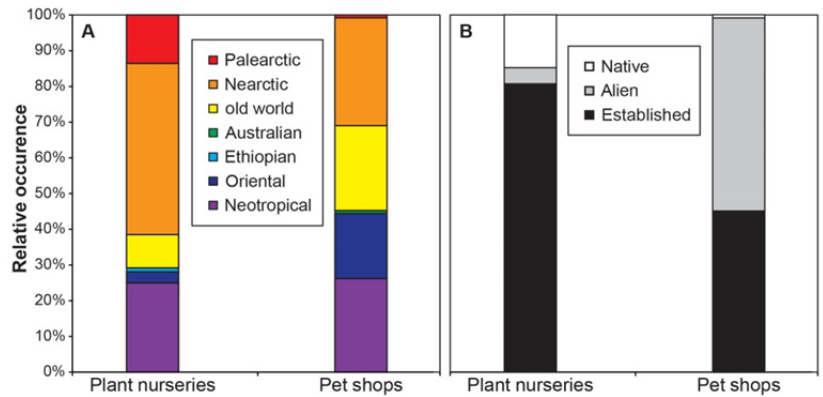 A
B
100%
90%
80%
70%
60%
50%
40%
30%
20%
10%
0%
Relative occurence
Palearctic
Nearctic
old world
Australian
Ethiopian
Oriental
Neotropical
Native
Alien
Established
Plant nurseries
Pet shops
Plant nurseries
Pet shops